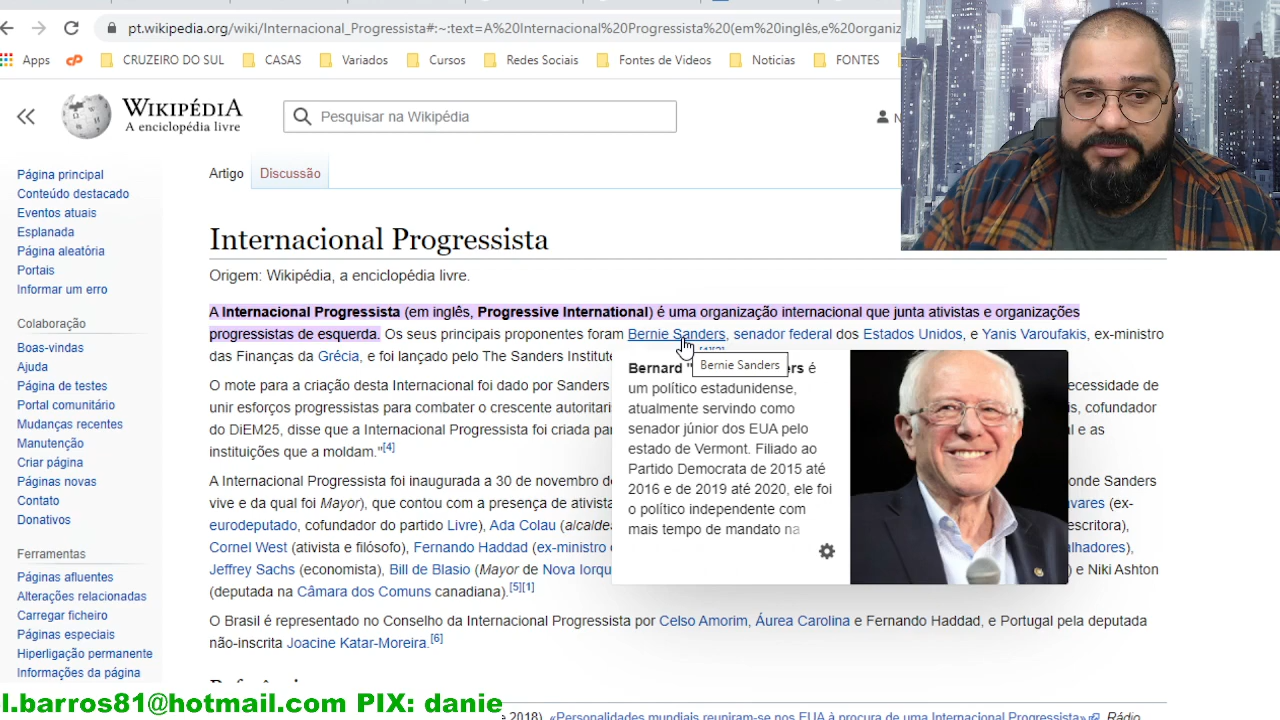 pt.wikipedia.org/wiki/Internacional_Progressista#:~:text=A%20Internacional%20Progressista%20(em%20inglês,e%20organiz
Apps CRUZEIRO DO SUL CASAS Variados Cursos Redes Sociais Fontes de Videos Noticias FONTES
WIKIPÉDIA
A enciclopédia livre
Pesquisar na Wikipédia
Artigo Discussão
Página principal
Conteúdo destacado
Eventos atuais
Esplanada
Página aleatória
Portais
Informar um erro
Colaboração
Boas-vindas
Ajuda
Página de testes
Portal comunitário
Mudanças recentes
Manutenção
Criar página
Páginas novas
Contato
Donativos
Ferramentas
Páginas afluentes
Alterações relacionadas
Carregar ficheiro
Páginas especiais
Hiperligação permanente
Informações da página
Internacional Progressista
Origem: Wikipédia, a enciclopédia livre.
A Internacional Progressista (em inglês, Progressive International) é uma organização internacional que junta ativistas e organizações
progressistas de esquerda. Os seus principais proponentes foram Bernie Sanders, senador federal dos Estados Unidos, e Yanis Varoufakis, ex-ministro
das Finanças da Grécia, e foi lançado pelo The Sanders Institute
O mote para a criação desta Internacional foi dado por Sanders ecessidade de
unir esforços progressistas para combater o crescente autoritari s, cofundador
do DiEM25, disse que a Internacional Progressista foi criada par l e as
instituições que a moldam."[4]
A Internacional Progressista foi inaugurada a 30 de novembro de onde Sanders
vive e da qual foi Mayor), que contou com a presença de ativista avares (ex-
eurodeputado, cofundador do partido Livre), Ada Colau (alcaldes escritora),
Cornel West (ativista e filósofo), Fernando Haddad (ex-ministro alhadores),
Jeffrey Sachs (economista), Bill de Blasio (Mayor de Nova Iorqu ) e Niki Ashton
(deputada na Câmara dos Comuns canadiana).[5][1]
O Brasil é representado no Conselho da Internacional Progressista por Celso Amorim, Áurea Carolina e Fernando Haddad, e Portugal pela deputada
não-inscrita Joacine Katar-Moreira.[6]
Bernie Sanders
Bernard " ers é
um político estadunidense,
atualmente servindo como
senador júnior dos EUA pelo
estado de Vermont. Filiado ao
Partido Democrata de 2015 até
2016 e de 2019 até 2020, ele foi
o político independente com
mais tempo de mandato na
2018). «Personalidades mundiais reuniram-se nos EUA à procura de uma Internacional Progressista» Rádio
l.barros81@hotmail.com PIX: danie